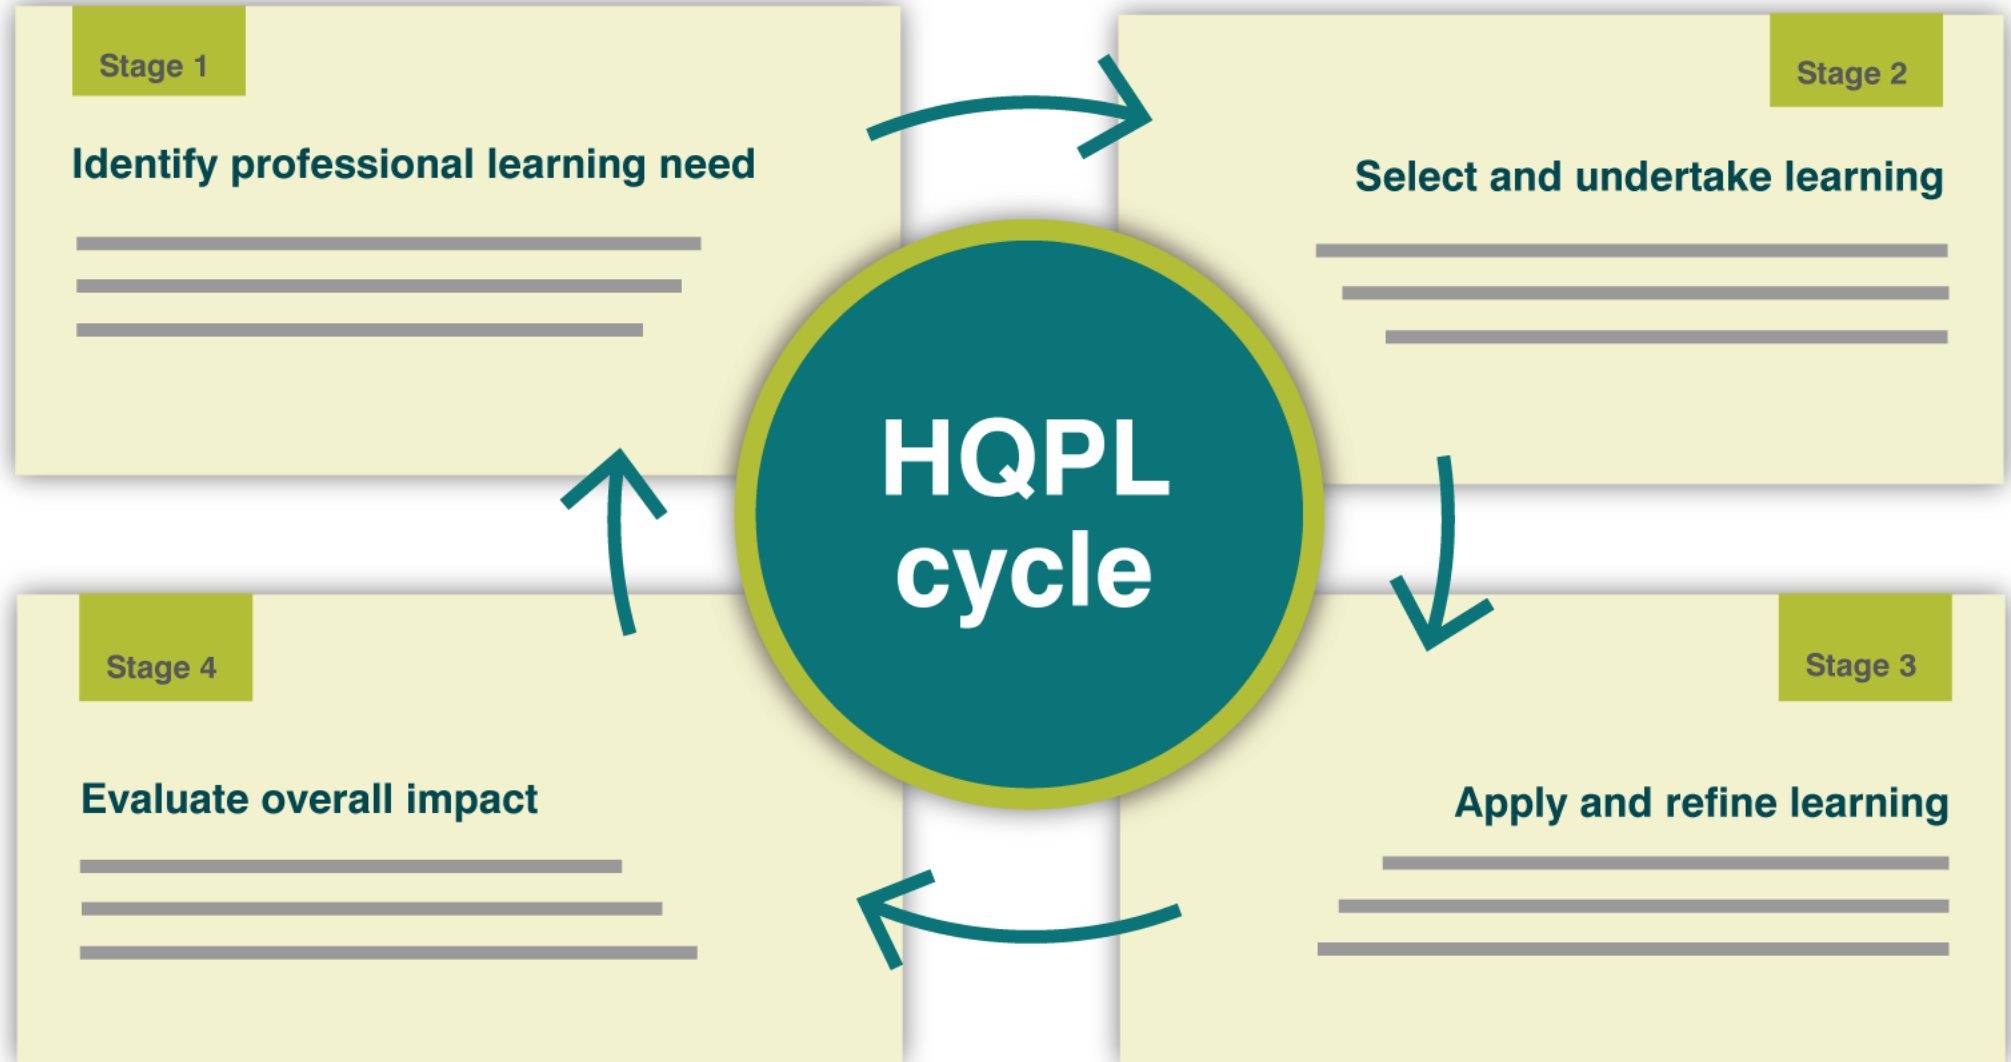 Stage 1
Identify professional learning need
Stage 2
Select and undertake learning
HQPL
cycle
Stage 3
Apply and refine learning
Stage 4
Evaluate overall impact